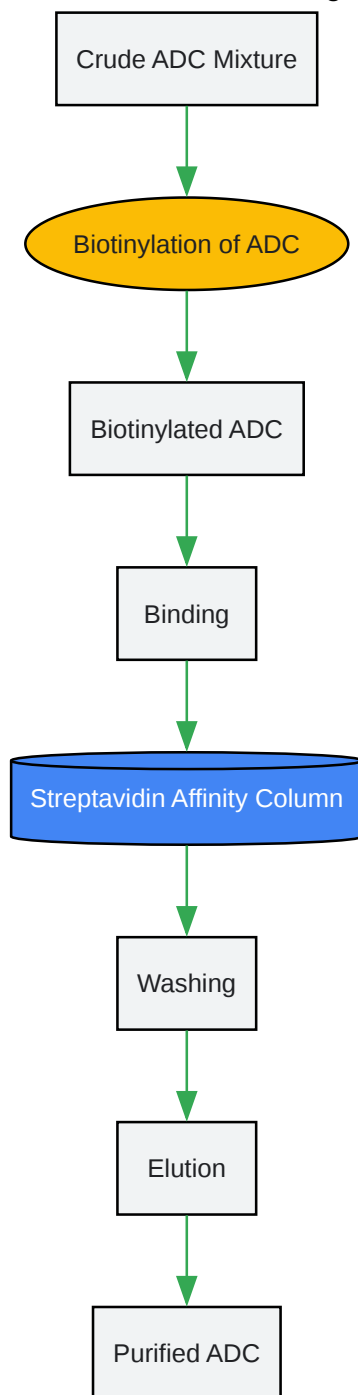 Crude ADC Mixture
Biotinylation of ADC
Biotinylated ADC
Binding
Streptavidin Affinity Column
Washing
Elution
Purified ADC